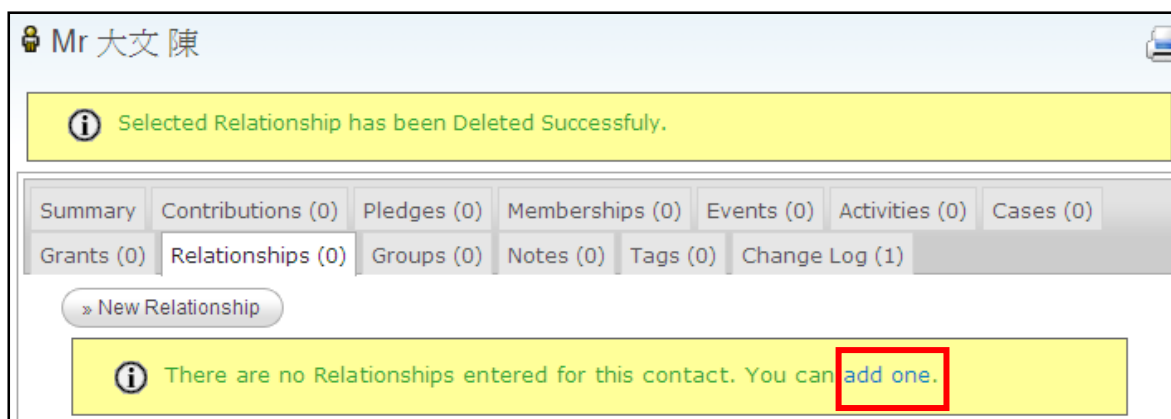 Mr 大文 陳
Selected Relationship has been Deleted Successfuly.
Summary Contributions (0) Pledges (0) Memberships (0) Events (0) Activities (0) Cases (0)
Grants (0) Relationships (0) Groups (0) Notes (0) Tags (0) Change Log (1)
» New Relationship
There are no Relationships entered for this contact. You can add one.